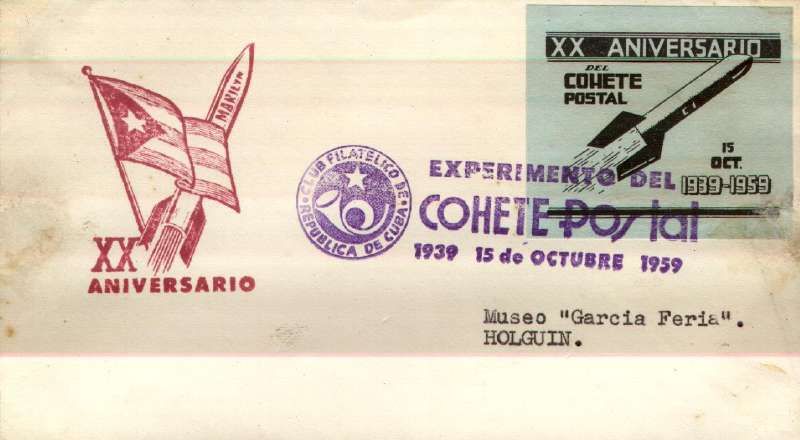 MARILYN
XX
ANIVERSARIO
CLUB FILATELICO DE
REPUBLICA DE CUBA
XX ANIVERSARIO
DEL
COHETE
POSTAL
C 1
15
OCT.
1939-1959
EXPERIMENTO DEL
COHETE Postal
1939 15 de OCTUBRE 1959
Museo "Garcia Feria".
HOLGUIN.